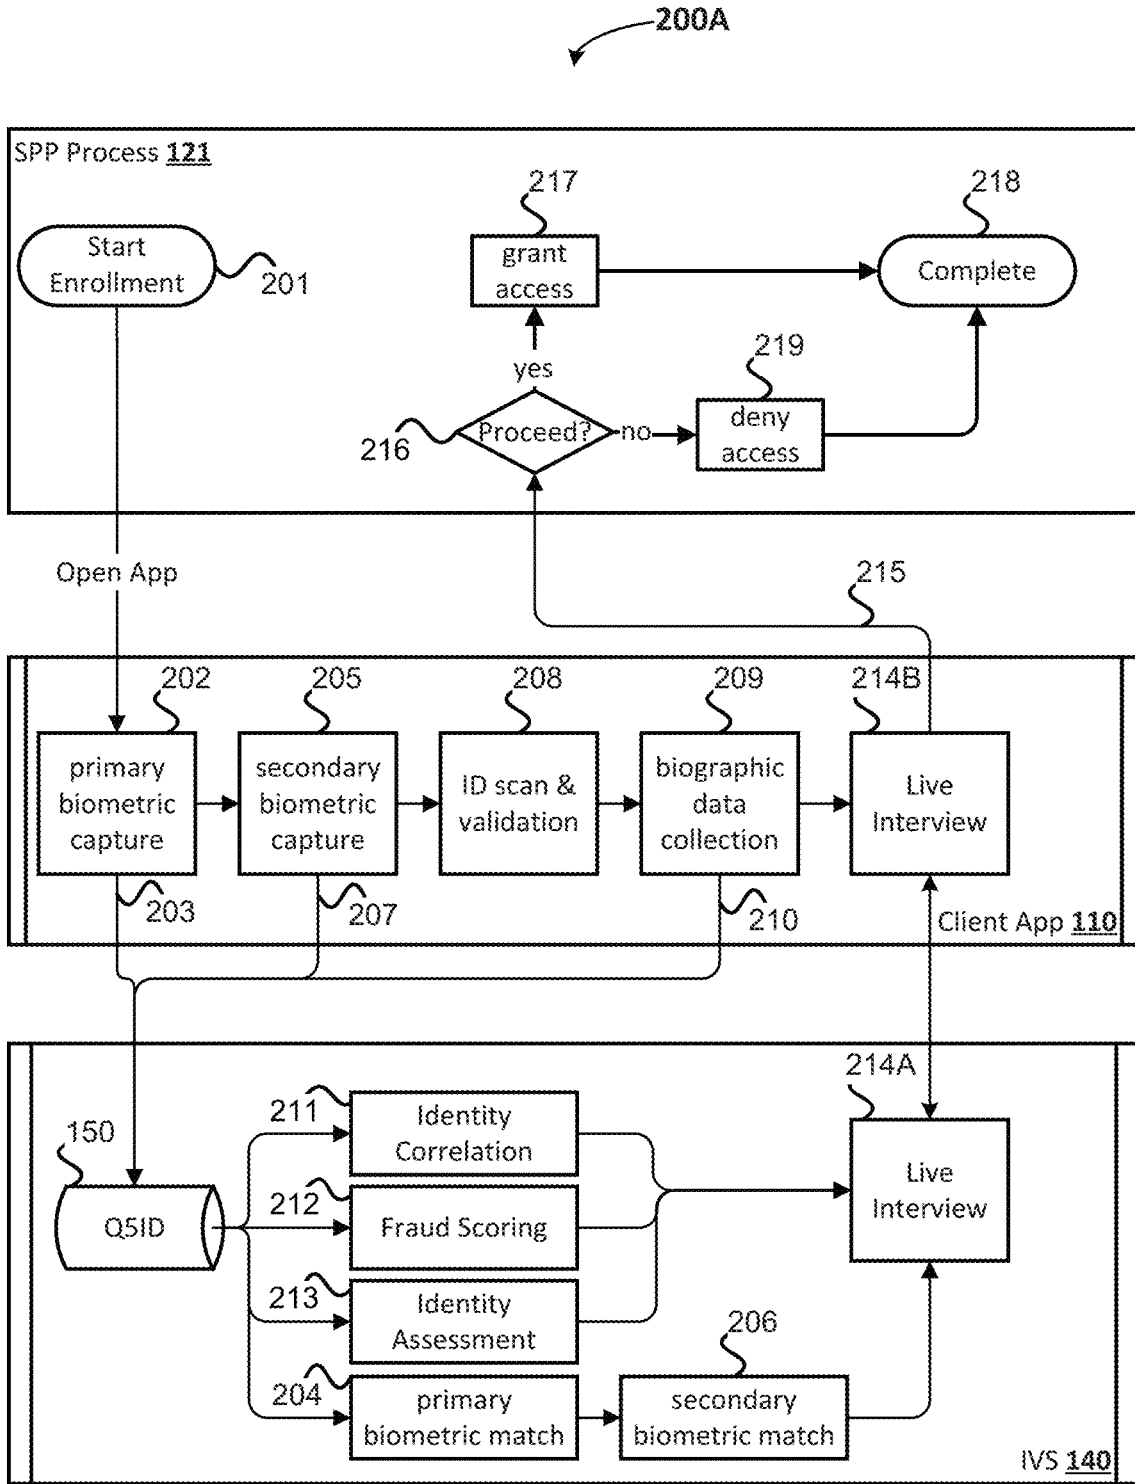 200A
SPP Process 121
217
218
Start
Enrollment
201
grant
access
Complete
yes
219
216
Proceed?
no
deny
access
Open App
215
202
205
208
209
214B
primary
biometric
capture
secondary
biometric
capture
ID scan &
validation
biographic
data
collection
Live
Interview
203
207
210
Client App 110
214A
211
Identity
Correlation
150
Q5ID
212
Fraud Scoring
Live
Interview
213
Identity
Assessment
206
204
primary
biometric match
secondary
biometric match
IVS 140